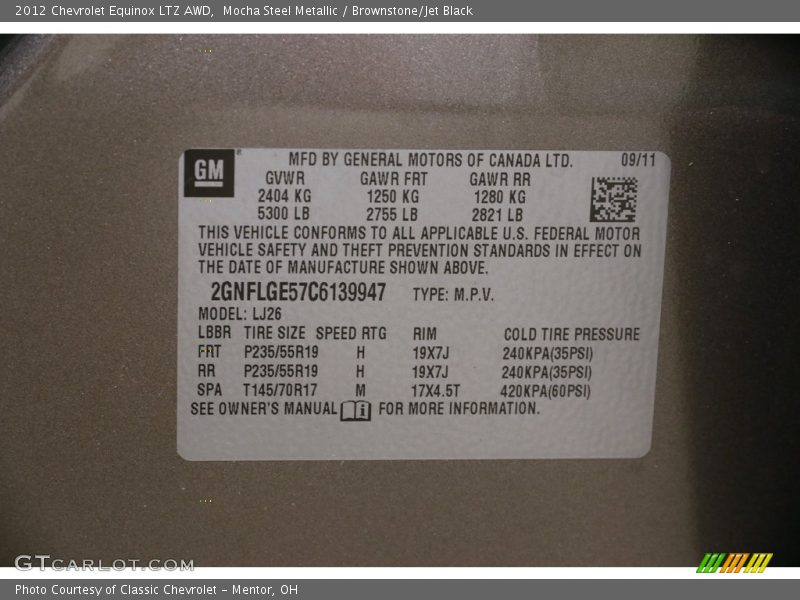 2012 Chevrolet Equinox LTZ AWD,  Mocha Steel Metallic / Brownstone/Jet Black
GM ® MFD BY GENERAL MOTORS OF CANADA LTD. 09/11
GVWR GAWR FRT GAWR RR
2404 KG 1250 KG 1280 KG
5300 LB 2755 LB 2821 LB
THIS VEHICLE CONFORMS TO ALL APPLICABLE U.S. FEDERAL MOTOR
VEHICLE SAFETY AND THEFT PREVENTION STANDARDS IN EFFECT ON
THE DATE OF MANUFACTURE SHOWN ABOVE.
2GNFLGE57C6139947 TYPE: M.P.V.
MODEL: LJ26
LBBR TIRE SIZE SPEED RTG RIM COLD TIRE PRESSURE
FRT P235/55R19 H 19X7J 240KPA(35PSI)
RR P235/55R19 H 19X7J 240KPA(35PSI)
SPA T145/70R17 M 17X4.5T 420KPA(60PSI)
SEE OWNER'S MANUAL FOR MORE INFORMATION.
GTCARLOT.COM
Photo Courtesy of Classic Chevrolet - Mentor, OH